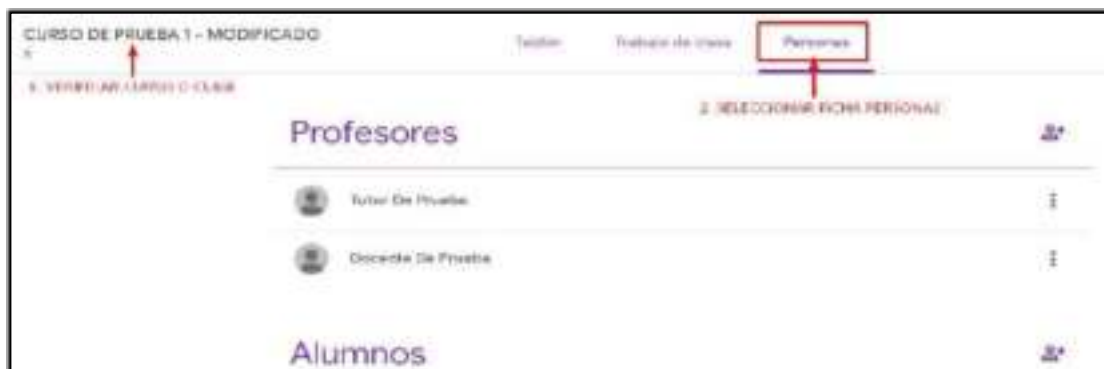 CURSO DE PRUEBA 1 - MODIFICADO
Tablón Trabajo de clase Personas
1. VERIFICAR CURSO O CLASE
2. SELECCIONAR FICHA PERSONAS
Profesores
Tutor De Prueba
Docente De Prueba
Alumnos